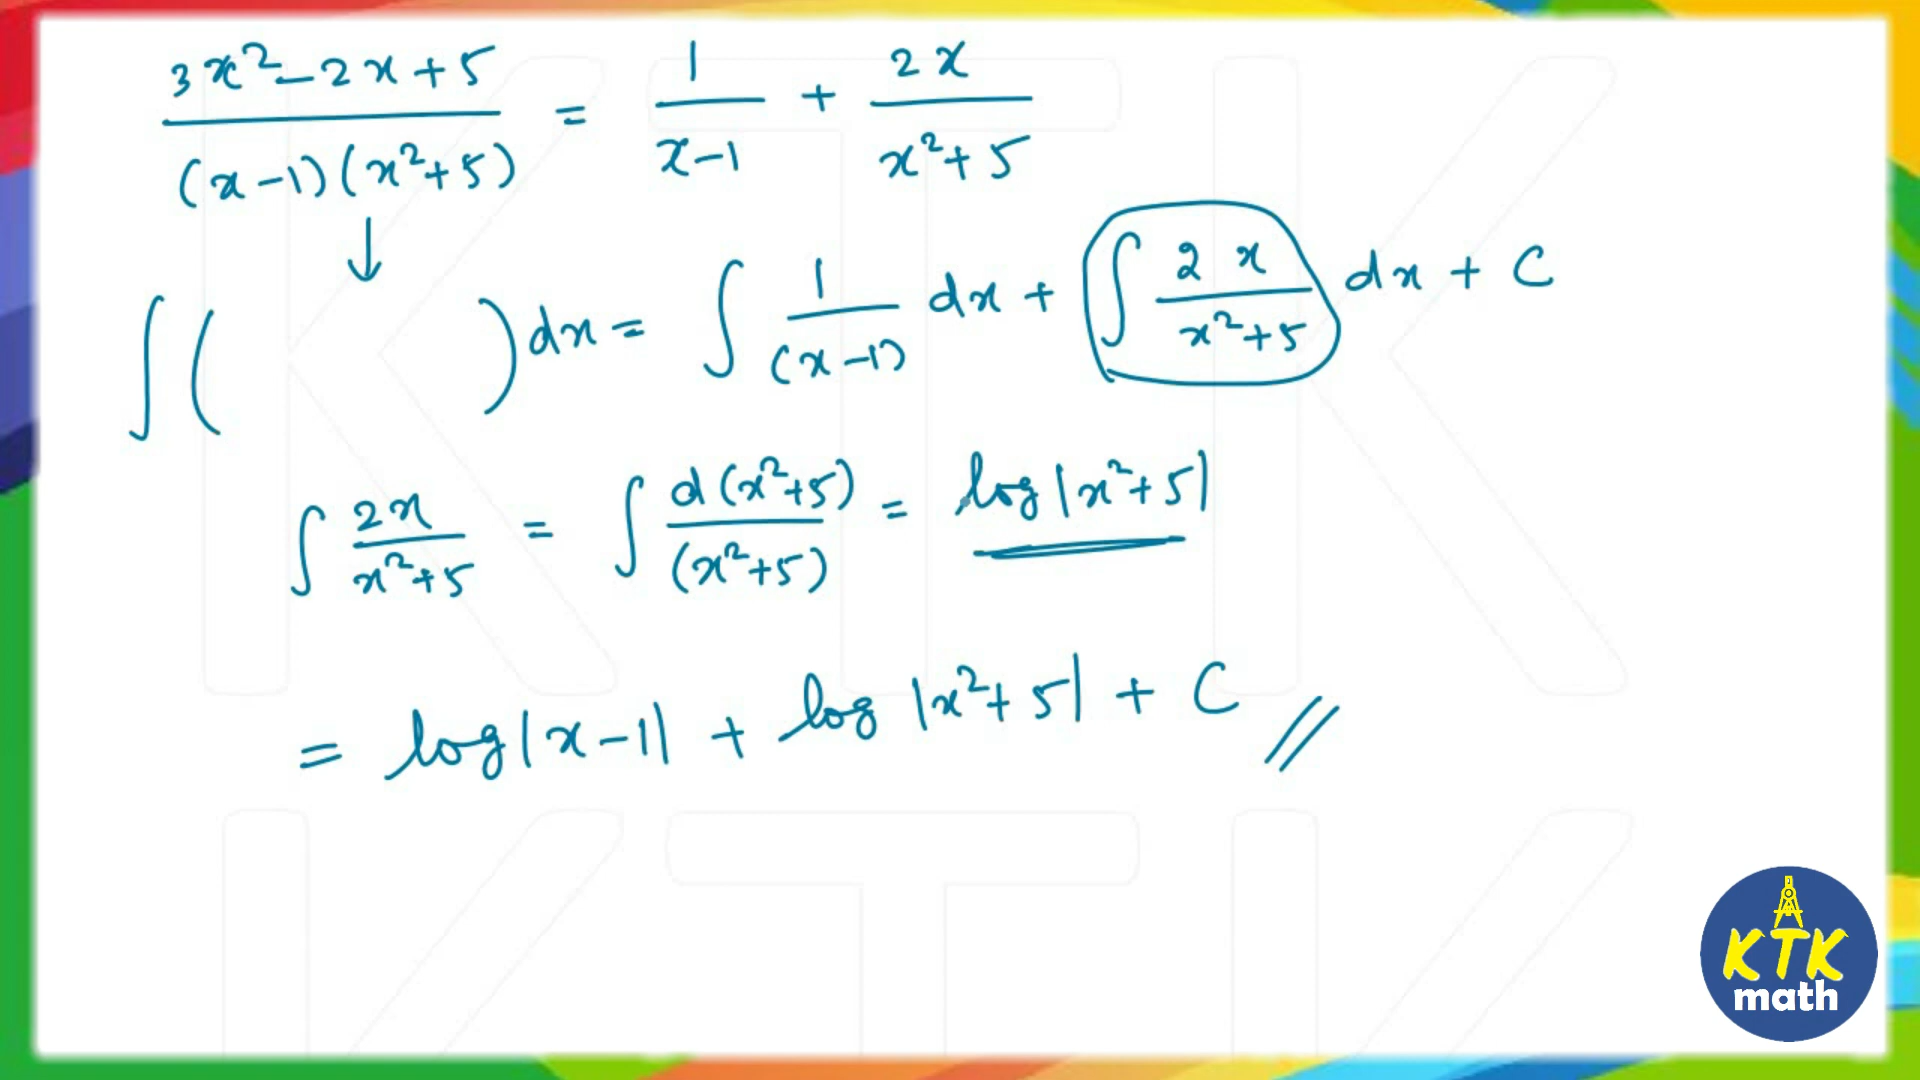 (3x²-2x+5)/((x-1)(x²+5)) = 1/(x-1) + 2x/(x²+5)
↓
∫( )dx = ∫ 1/(x-1) dx + ∫ 2x/(x²+5) dx + C
∫ 2x/(x²+5) = ∫ d(x²+5)/(x²+5) = log|x²+5|
= log|x-1| + log|x²+5| + C //
KTK
math